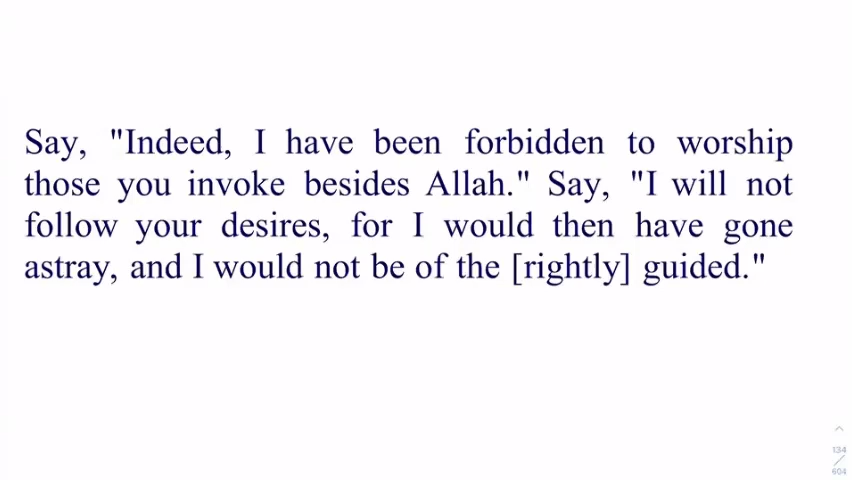 Say, "Indeed, I have been forbidden to worship
those you invoke besides Allah." Say, "I will not
follow your desires, for I would then have gone
astray, and I would not be of the [rightly] guided."
134
/
604